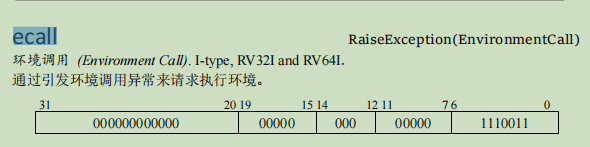 ecall RaiseException(EnvironmentCall)
环境调用 (Environment Call). I-type, RV32I and RV64I.
通过引发环境调用异常来请求执行环境。
31 20 19 15 14 12 11 7 6 0
000000000000 00000 000 00000 1110011